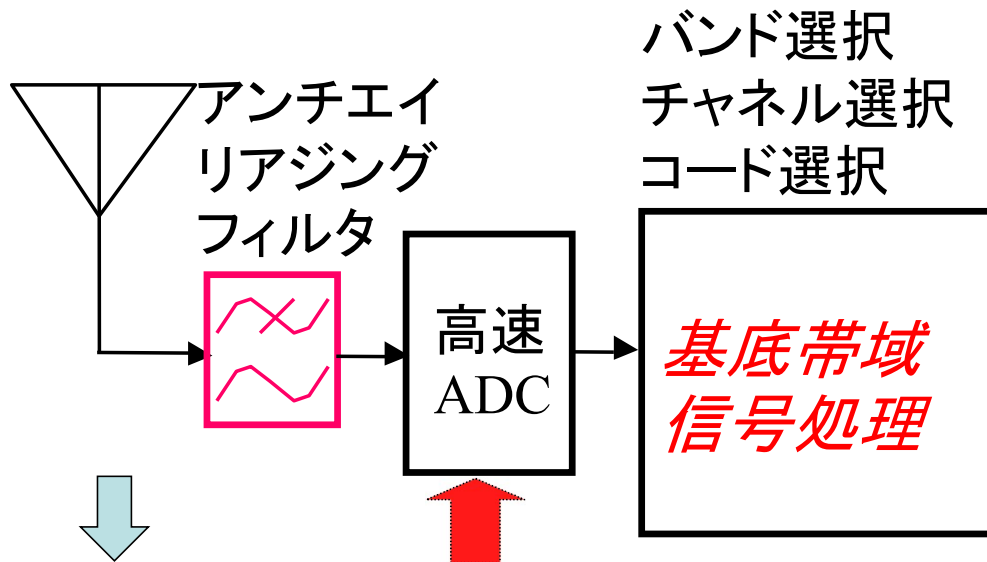 アンチエイ
リアジング
フィルタ
高速
ADC
バンド選択
チャネル選択
コード選択
基底帯域
信号処理